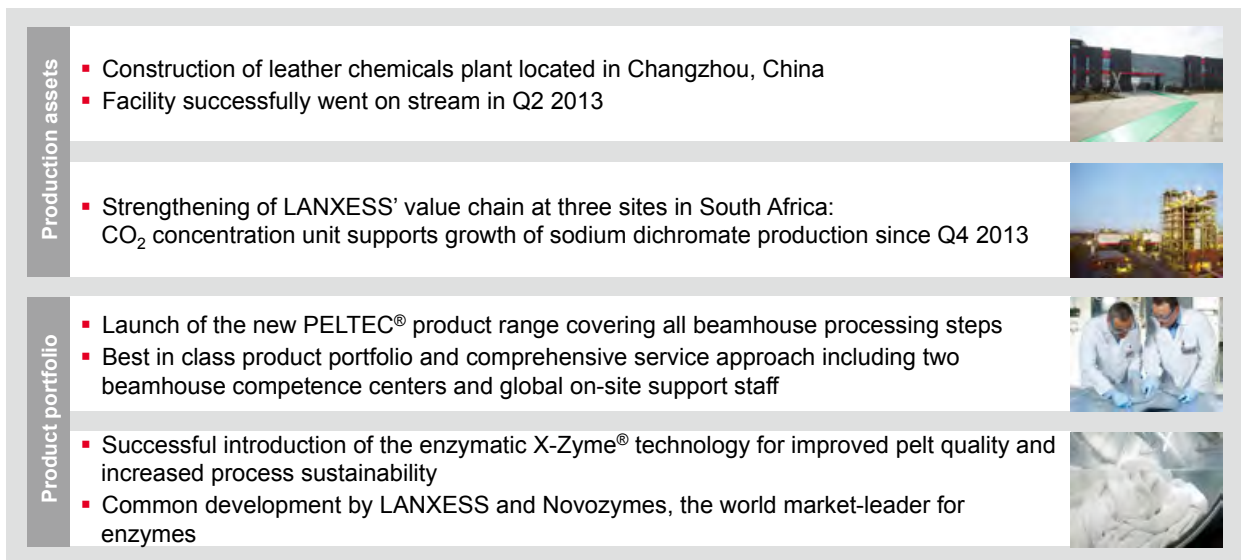 Production assets
▪ Construction of leather chemicals plant located in Changzhou, China
▪ Facility successfully went on stream in Q2 2013
▪ Strengthening of LANXESS’ value chain at three sites in South Africa:
CO₂ concentration unit supports growth of sodium dichromate production since Q4 2013
Product portfolio
▪ Launch of the new PELTEC® product range covering all beamhouse processing steps
▪ Best in class product portfolio and comprehensive service approach including two
beamhouse competence centers and global on-site support staff
▪ Successful introduction of the enzymatic X-Zyme® technology for improved pelt quality and
increased process sustainability
▪ Common development by LANXESS and Novozymes, the world market-leader for
enzymes